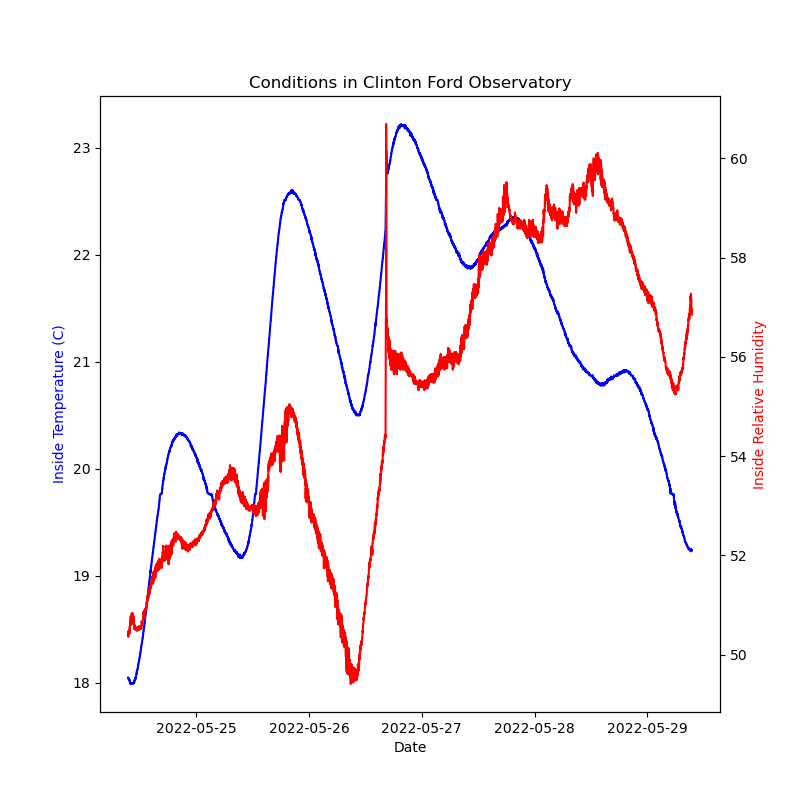 Conditions in Clinton Ford Observatory
23
22
21
20
19
18
Inside Temperature (C)
60
58
56
54
52
50
Inside Relative Humidity
2022-05-25 2022-05-26 2022-05-27 2022-05-28 2022-05-29
Date